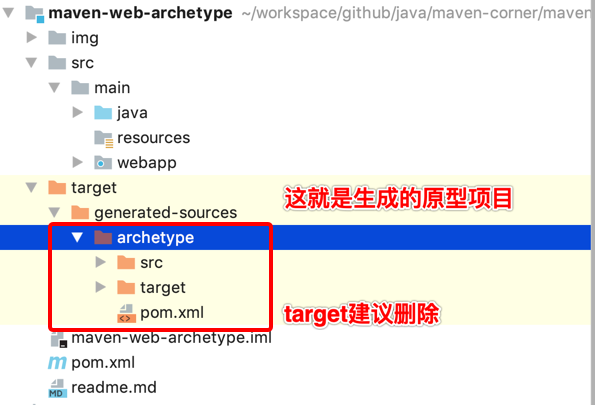 maven-web-archetype ~/workspace/github/java/maven-corner/maven
img
src
main
java
resources
webapp
target
这就是生成的原型项目
generated-sources
archetype
src
target
pom.xml
target建议删除
maven-web-archetype.iml
m pom.xml
MD readme.md